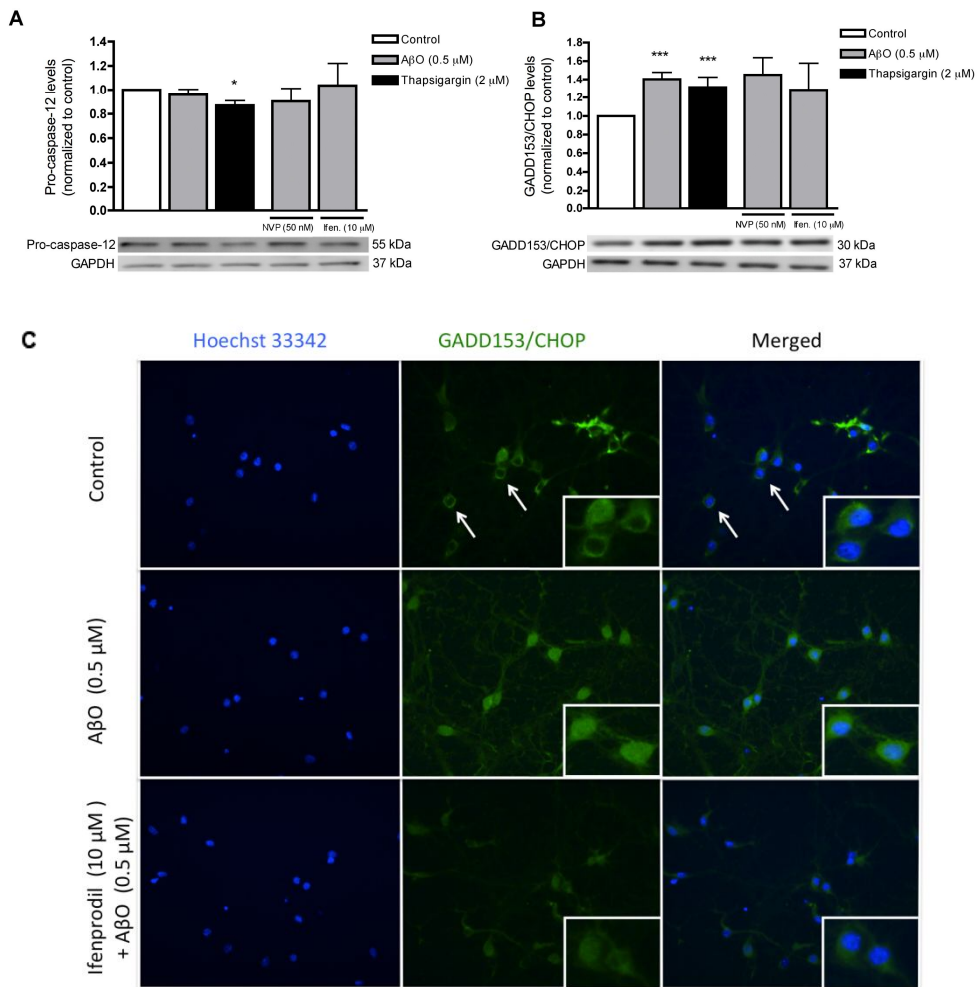 A
Pro-caspase-12 levels
(normalized to control)
1.4
1.2
1.0
0.8
0.6
0.4
0.2
0.0
*
Control
AβO (0.5 μM)
Thapsigargin (2 μM)
NVP (50 nM)
Ifen. (10 μM)
Pro-caspase-12
55 kDa
GAPDH
37 kDa
B
GADD153/CHOP levels
(normalized to control)
1.8
1.6
1.4
1.2
1.0
0.8
0.6
0.4
0.2
0.0
***
***
Control
AβO (0.5 μM)
Thapsigargin (2 μM)
NVP (50 nM)
Ifen. (10 μM)
GADD153/CHOP
30 kDa
GAPDH
37 kDa
C
Hoechst 33342
GADD153/CHOP
Merged
Control
AβO (0.5 μM)
Ifenprodil (10 μM )
+ AβO (0.5 μM)